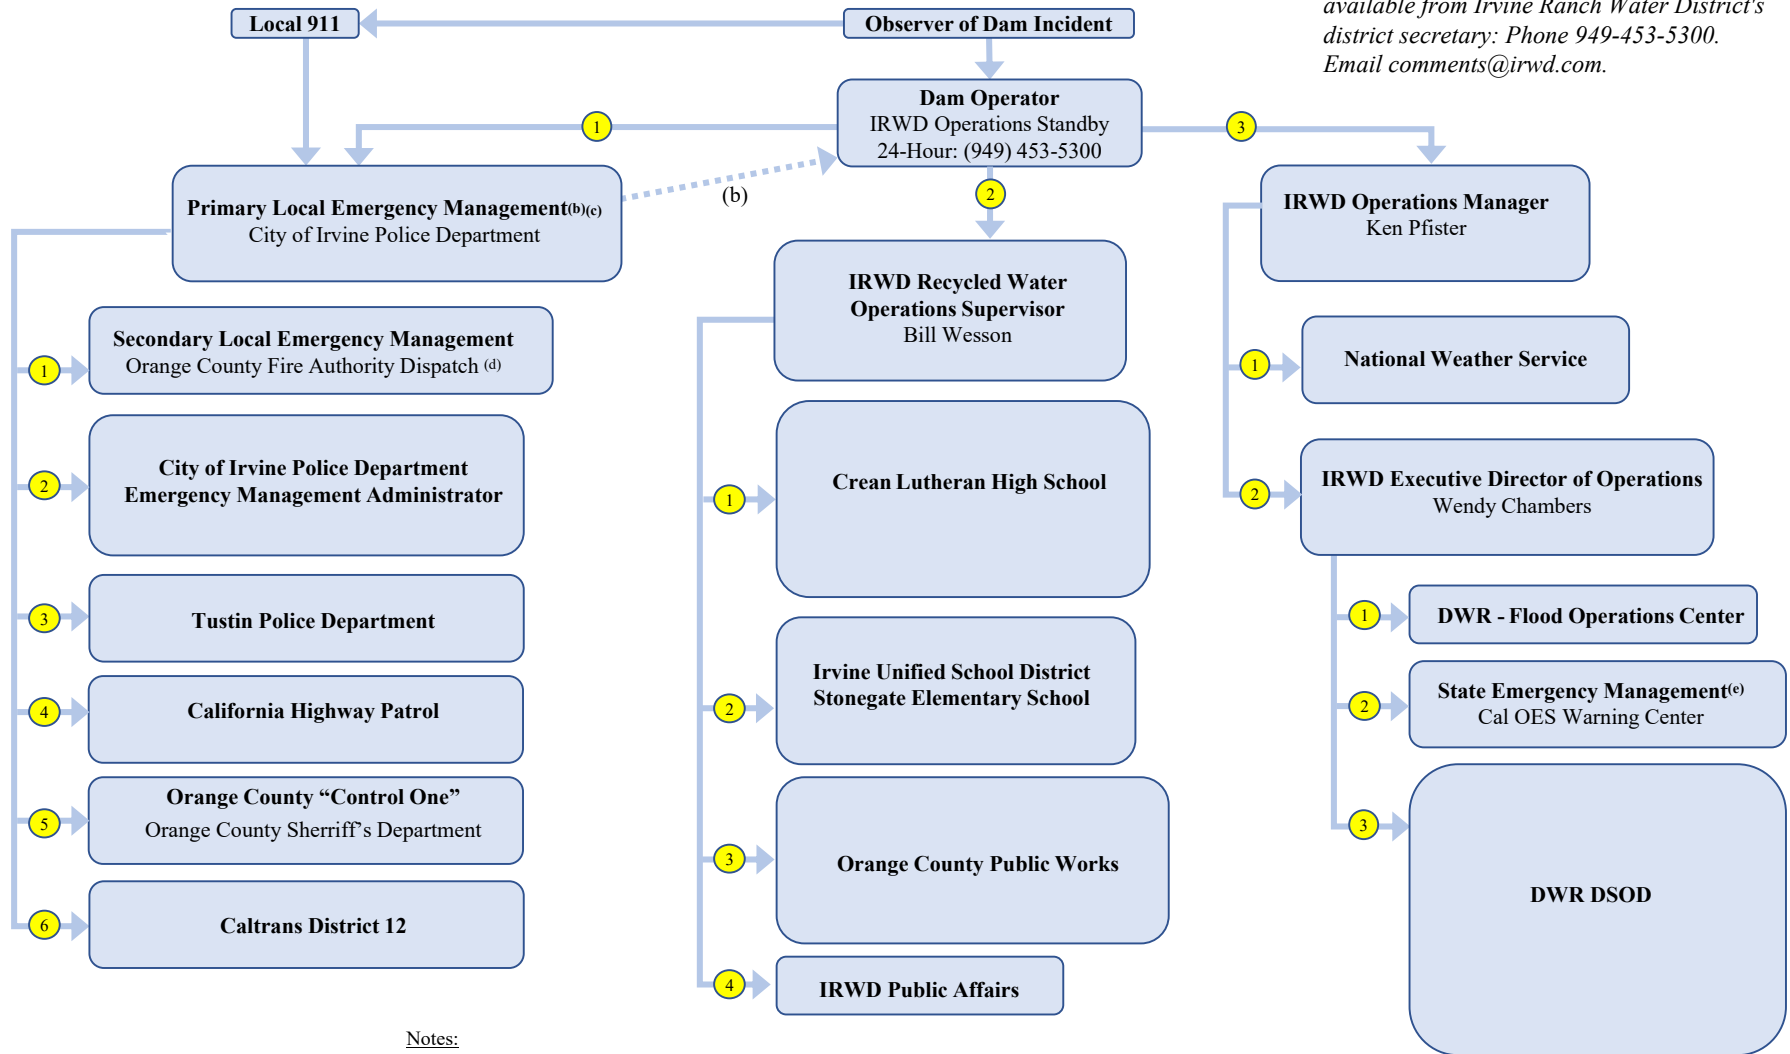 available from Irvine Ranch Water District's
district secretary: Phone 949-453-5300.
Email comments@irwd.com.
Local 911
Observer of Dam Incident
Dam Operator
IRWD Operations Standby
24-Hour: (949) 453-5300
1
3
(b)
2
Primary Local Emergency Management(b)(c)
City of Irvine Police Department
1
Secondary Local Emergency Management
Orange County Fire Authority Dispatch (d)
2
City of Irvine Police Department
Emergency Management Administrator
3
Tustin Police Department
4
California Highway Patrol
5
Orange County “Control One”
Orange County Sherriff’s Department
6
Caltrans District 12
IRWD Recycled Water
Operations Supervisor
Bill Wesson
1
Crean Lutheran High School
2
Irvine Unified School District
Stonegate Elementary School
3
Orange County Public Works
4
IRWD Public Affairs
IRWD Operations Manager
Ken Pfister
1
National Weather Service
2
IRWD Executive Director of Operations
Wendy Chambers
1
DWR - Flood Operations Center
2
State Emergency Management(e)
Cal OES Warning Center
3
DWR DSOD
Notes: